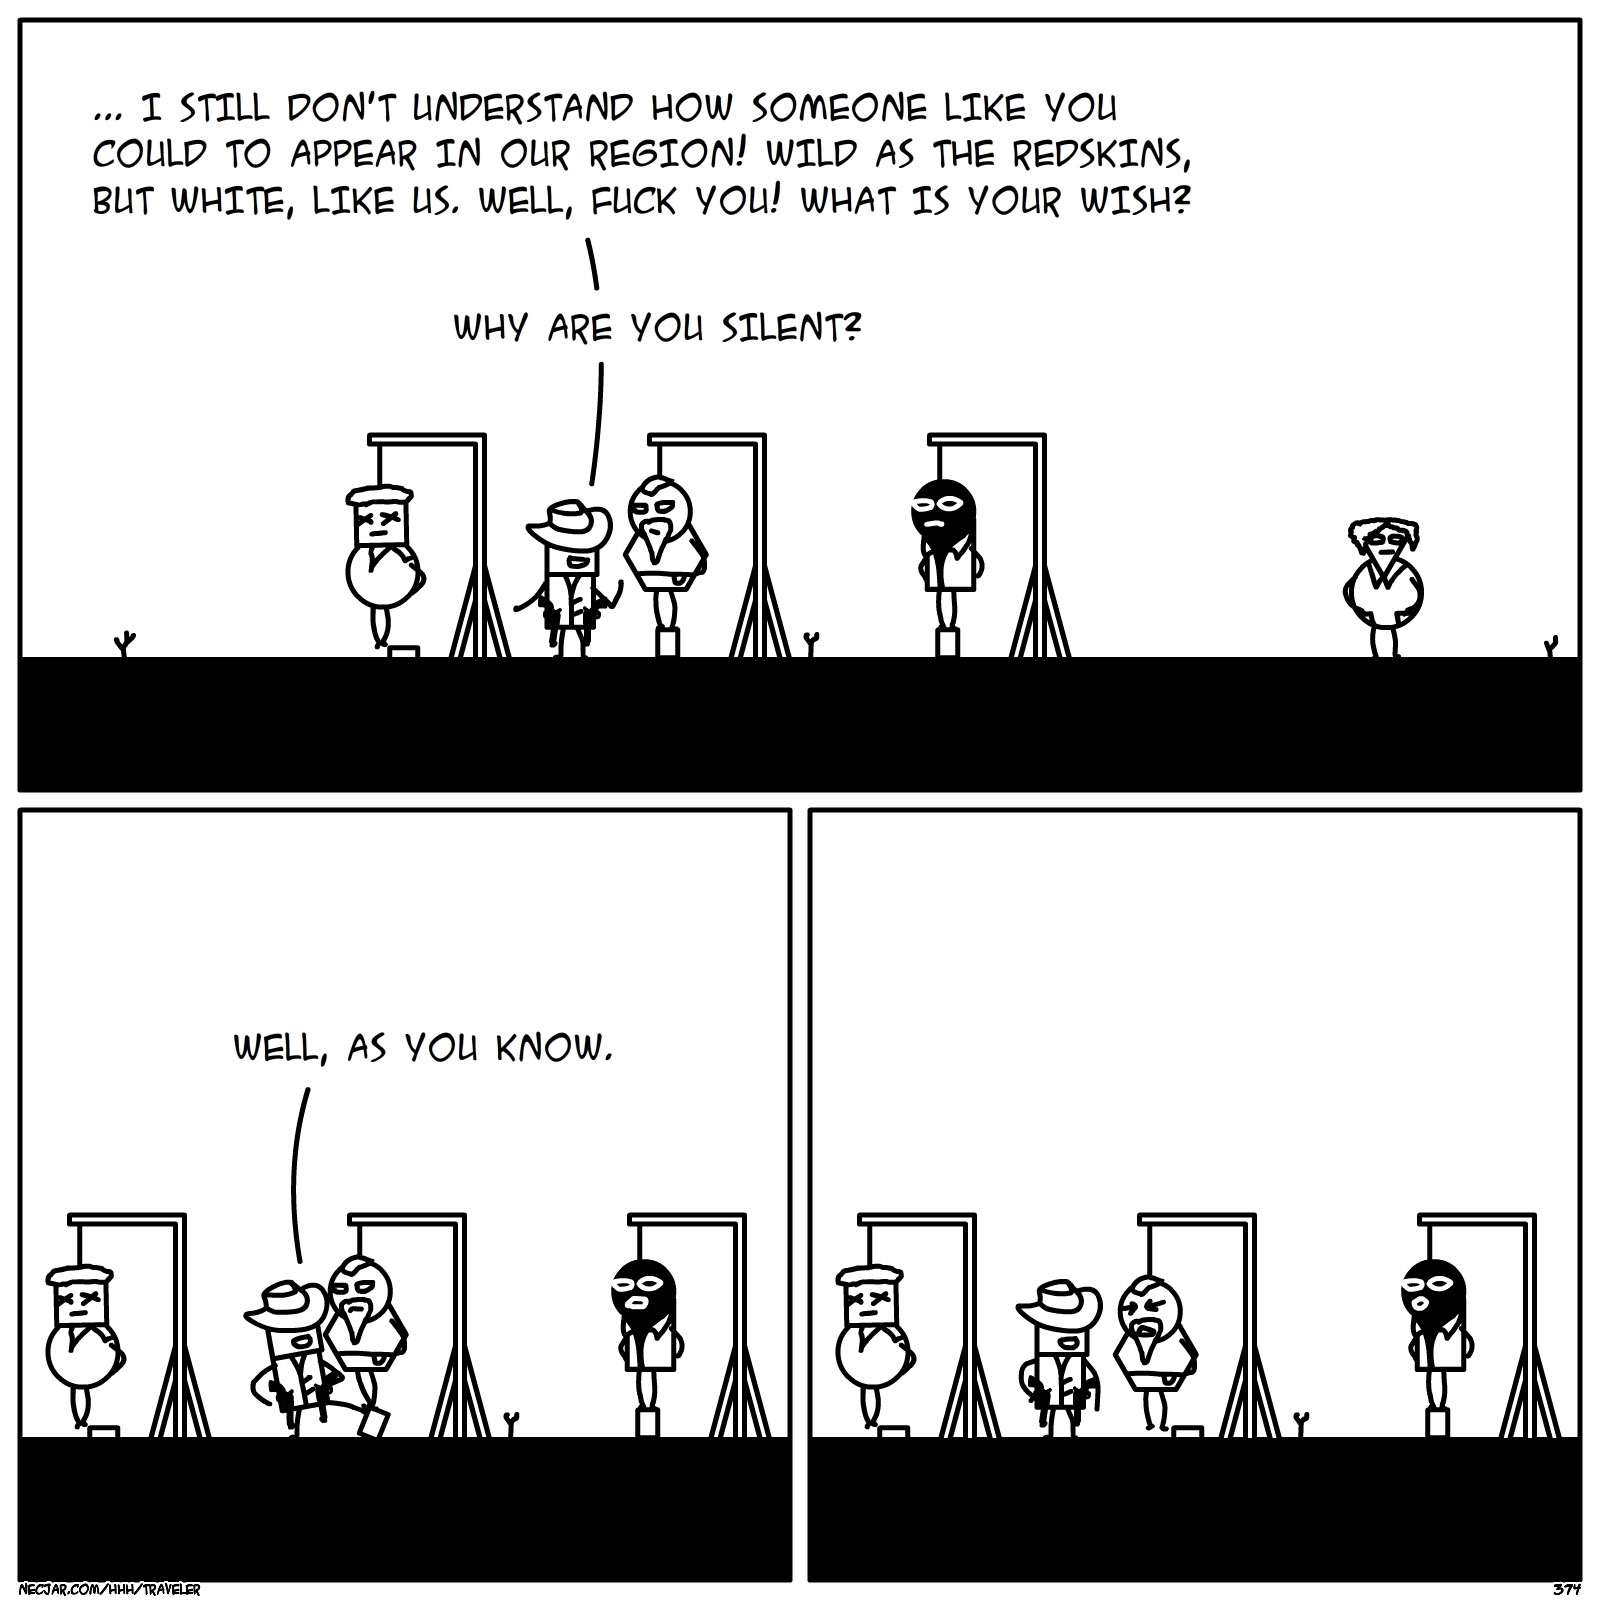 ... I STILL DON'T UNDERSTAND HOW SOMEONE LIKE YOU
COULD TO APPEAR IN OUR REGION! WILD AS THE REDSKINS,
BUT WHITE, LIKE US. WELL, FUCK YOU! WHAT IS YOUR WISH?
WHY ARE YOU SILENT?
WELL, AS YOU KNOW.
NECJAR.COM/HHH/TRAVELER
374